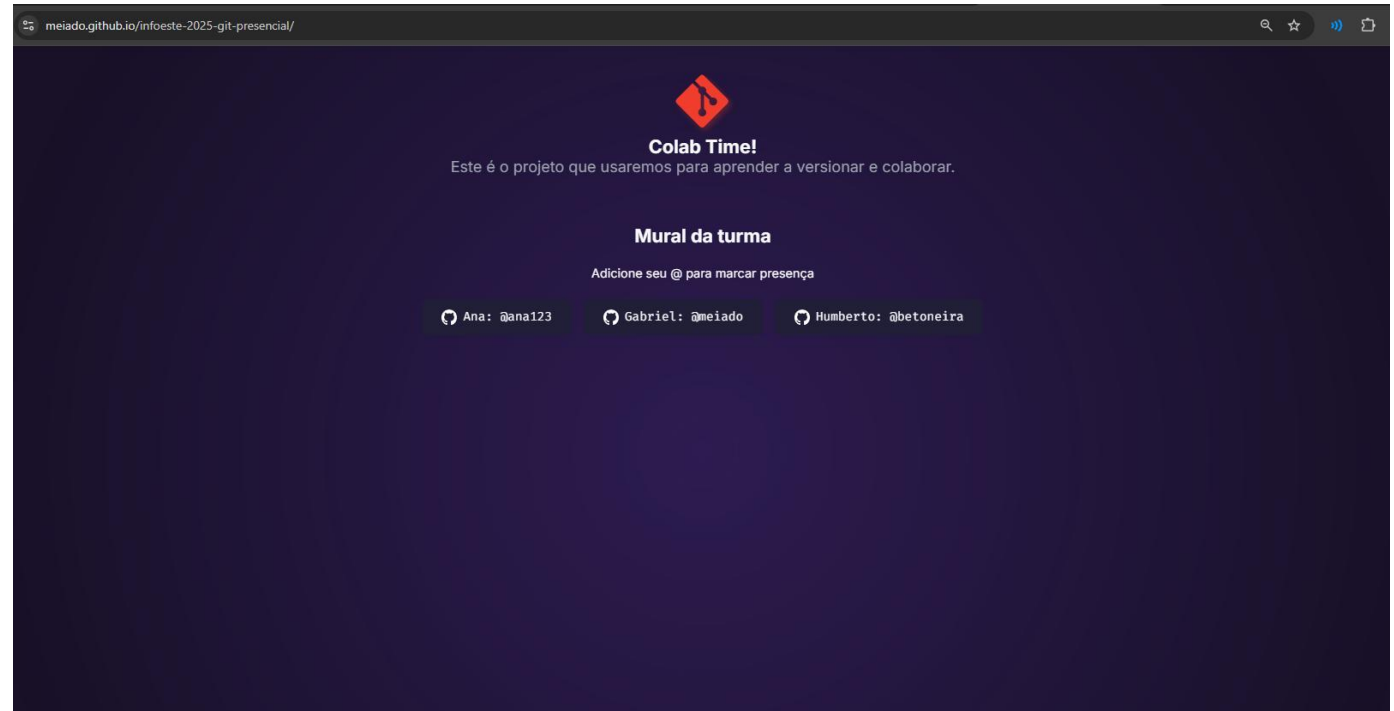 meiado.github.io/infoeste-2025-git-presencial/
Colab Time!
Este é o projeto que usaremos para aprender a versionar e colaborar.
Mural da turma
Adicione seu @ para marcar presença
Ana: @ana123
Gabriel: @meiado
Humberto: @betoneira